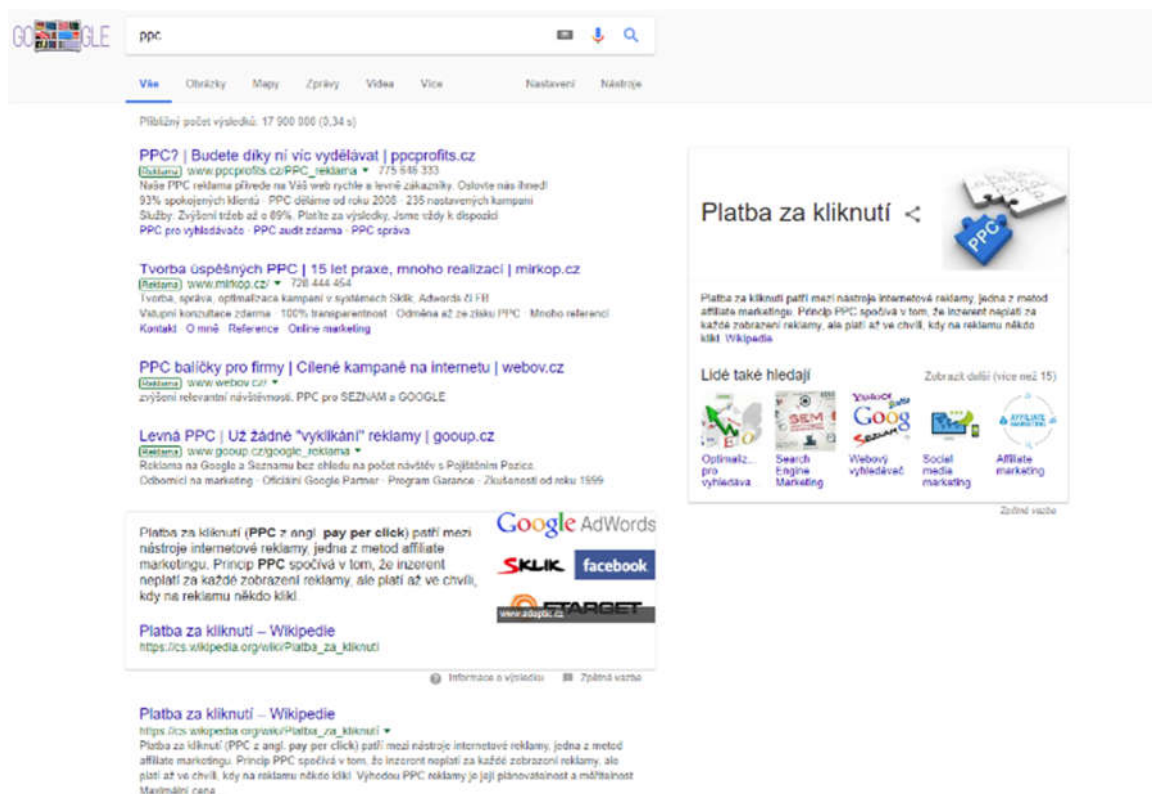 GO GLE
ppc
Vše Obrázky Mapy Zprávy Videa Více Nastavení Nástroje
Přibližný počet výsledků: 17 900 000 (0,34 s)
PPC? | Budete díky ní víc vydělávat | ppcprofits.cz
Reklama www.ppcprofits.cz/PPC_reklama 775 646 333
Naše PPC reklama přivede na Váš web rychle a levně zákazníky. Oslovte nás ihned!
93% spokojených klientů · PPC děláme od roku 2008 · 235 nastavených kampaní
Služby: Zvýšení tržeb až o 89%, Platíte za výsledky, Jsme vždy k dispozici
PPC pro vyhledávače · PPC audit zdarma · PPC správa
Tvorba úspěšných PPC | 15 let praxe, mnoho realizací | mirkop.cz
Reklama www.mirkop.cz/ 728 444 454
Tvorba, správa, optimalizace kampaní v systémech Sklik, Adwords či FB
Vstupní konzultace zdarma · 100% transparentnost · Odměna až ze zisku PPC · Mnoho referencí
Kontakt · O mně · Reference · Online marketing
PPC balíčky pro firmy | Cílené kampaně na internetu | webov.cz
Reklama www.webov.cz/
zvýšení relevantní návštěvnosti. PPC pro SEZNAM a GOOGLE
Levná PPC | Už žádné "vyklikání" reklamy | gooup.cz
Reklama www.gooup.cz/google_reklama
Reklama na Google a Seznamu bez ohledu na počet návštěv s Pojištěním Pozice.
Odborníci na marketing · Oficiální Google Partner · Program Garance · Zkušenosti od roku 1999
Platba za kliknutí (PPC z angl. pay per click) patří mezi
nástroje internetové reklamy, jedna z metod affiliate
marketingu. Princip PPC spočívá v tom, že inzerent
neplatí za každé zobrazení reklamy, ale platí až ve chvíli,
kdy na reklamu někdo klikl.
Google AdWords
SKLIK facebook
ETARGET
www.adaptic.cz
Platba za kliknutí – Wikipedie
https://cs.wikipedia.org/wiki/Platba_za_kliknutí
Informace o výsledku Zpětná vazba
Platba za kliknutí – Wikipedie
https://cs.wikipedia.org/wiki/Platba_za_kliknutí
Platba za kliknutí (PPC z angl. pay per click) patří mezi nástroje internetové reklamy, jedna z metod
affiliate marketingu. Princip PPC spočívá v tom, že inzerent neplatí za každé zobrazení reklamy, ale
platí až ve chvíli, kdy na reklamu někdo klikl. Výhodou PPC reklamy je její plánovatelnost a měřitelnost
Maximální cena
Platba za kliknutí
PPC
Platba za kliknutí patří mezi nástroje internetové reklamy, jedna z metod
affiliate marketingu. Princip PPC spočívá v tom, že inzerent neplatí za
každé zobrazení reklamy, ale platí až ve chvíli, kdy na reklamu někdo
klikl. Wikipedie
Lidé také hledají Zobrazit další (více než 15)
SEO SEM Yahoo! Goog Seznam AFFILIATE MARKETING
Optimaliz... pro vyhledáva...
Search Engine Marketing
Webový vyhledávač
Social media marketing
Affiliate marketing
Zpětná vazba